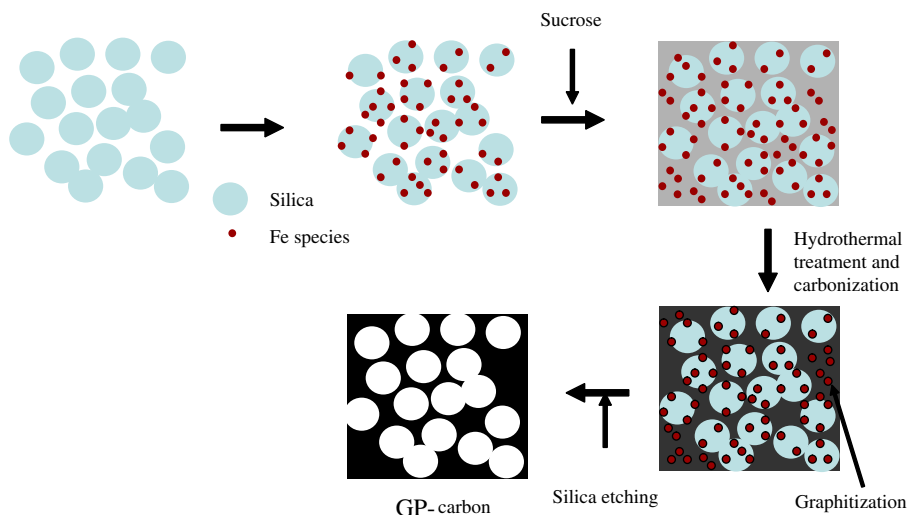 Sucrose
Silica
Fe species
Hydrothermal
treatment and
carbonization
GP-carbon
Silica etching
Graphitization